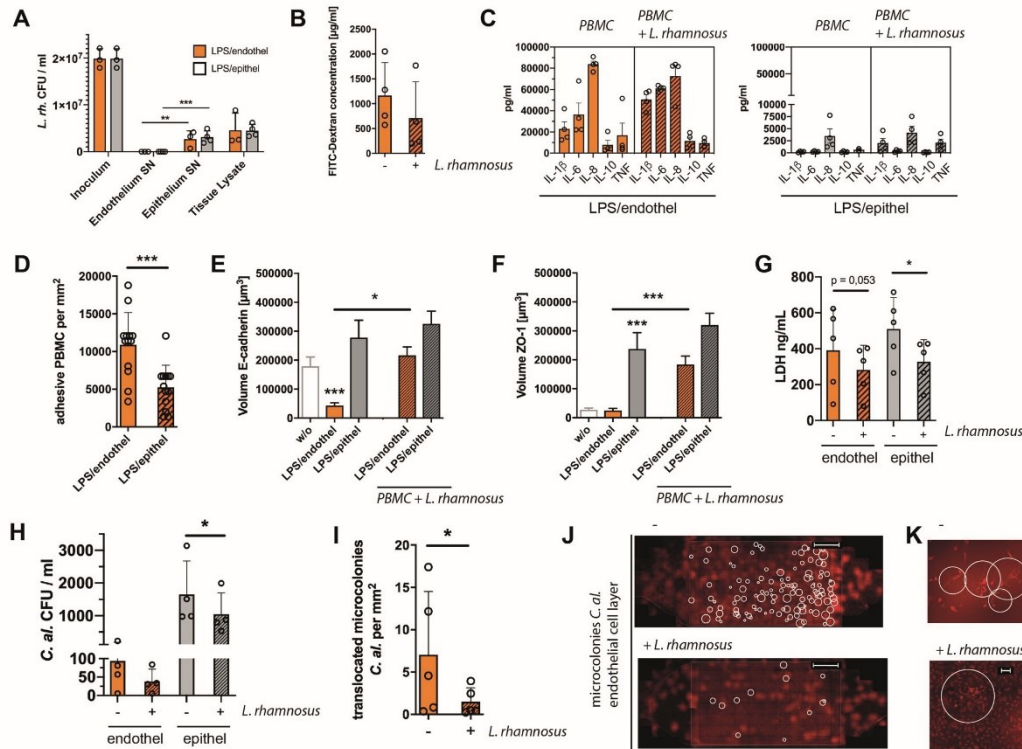 A
L. rh. CFU / ml
2×10⁷
1×10⁷
0
LPS/endothel
LPS/epithel
**
***
Inoculum
Endothelium SN
Epithelium SN
Tissue Lysate
B
FITC-Dextran concentration [µg/ml]
2500
2000
1500
1000
500
0
- + L. rhamnosus
C
PBMC
PBMC + L. rhamnosus
pg/ml
100000
80000
60000
40000
20000
0
IL-1β IL-6 IL-8 IL-10 TNF IL-1β IL-6 IL-8 IL-10 TNF
LPS/endothel
PBMC
PBMC + L. rhamnosus
pg/ml
100000
80000
10000
7500
5000
2500
0
IL-1β IL-6 IL-8 IL-10 TNF IL-1β IL-6 IL-8 IL-10 TNF
LPS/epithel
D
adhesive PBMC per mm²
20000
15000
10000
5000
0
***
LPS/endothel
LPS/epithel
E
Volume E-cadherin [µm³]
500000
400000
300000
200000
100000
0
*
***
w/o
LPS/endothel
LPS/epithel
LPS/endothel
LPS/epithel
PBMC + L. rhamnosus
F
Volume ZO-1 [µm³]
500000
400000
300000
200000
100000
0
***
***
w/o
LPS/endothel
LPS/epithel
LPS/endothel
LPS/epithel
PBMC + L. rhamnosus
G
LDH ng/mL
800
600
400
200
0
p = 0,053
*
- + - + L. rhamnosus
endothel epithel
H
C. al. CFU / ml
3000
2000
1000
100
50
0
*
- + - + L. rhamnosus
endothel epithel
I
translocated microcolonies
C. al. per mm²
20
15
10
5
0
*
- + L. rhamnosus
J
-
microcolonies C. al.
endothelial cell layer
+ L. rhamnosus
K
-
+ L. rhamnosus